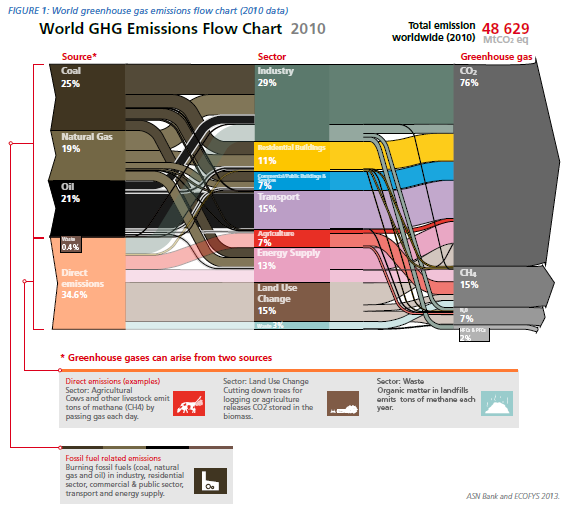 FIGURE 1: World greenhouse gas emissions flow chart (2010 data)
World GHG Emissions Flow Chart 2010
Total emission
worldwide (2010)
48 629
MtCO2 eq
Source*
Sector
Greenhouse gas
Coal
25%
Natural Gas
19%
Oil
21%
Waste
0.4%
Direct
emissions
34.6%
Industry
29%
Residential Buildings
11%
Commercial/Public Buildings &
Services
7%
Transport
15%
Agriculture
7%
Energy Supply
13%
Land Use
Change
15%
Waste 3%
CO2
76%
CH4
15%
N2O
7%
HFCs & PFCs
2%
* Greenhouse gases can arise from two sources
Direct emissions (examples)
Sector: Agricultural
Cows and other livestock emit
tons of methane (CH4) by
passing gas each day.
Sector: Land Use Change
Cutting down trees for
logging or agriculture
releases CO2 stored in the
biomass.
Sector: Waste
Organic matter in landfills
emits tons of methane each
year.
Fossil fuel related emissions
Burning fossil fuels (coal, natural
gas and oil) in industry, residential
sector, commercial & public sector,
transport and energy supply.
ASN Bank and ECOFYS 2013.